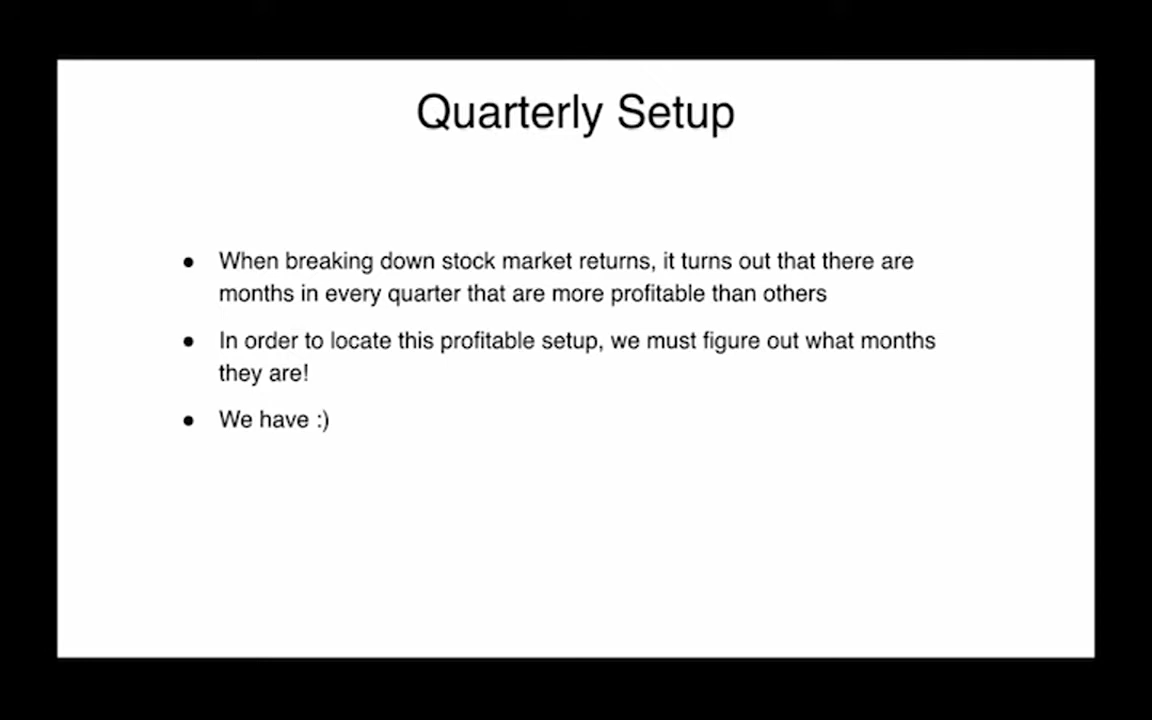 Quarterly Setup
● When breaking down stock market returns, it turns out that there are
months in every quarter that are more profitable than others
● In order to locate this profitable setup, we must figure out what months
they are!
● We have :)